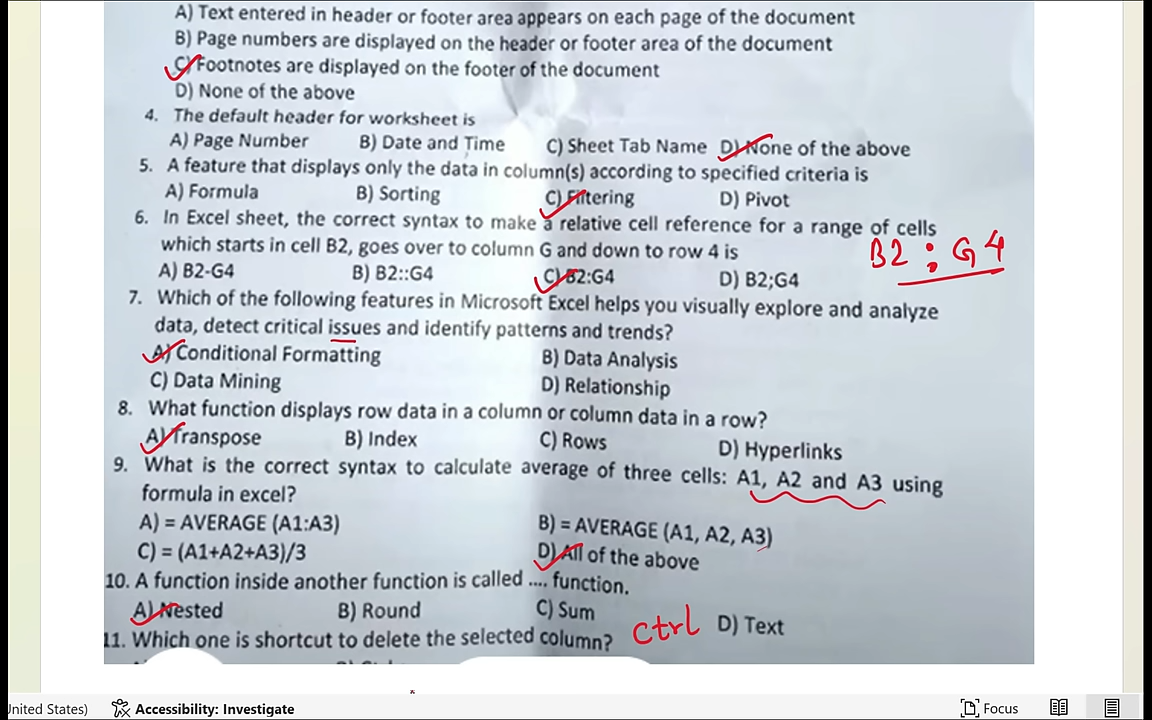 A) Text entered in header or footer area appears on each page of the document
B) Page numbers are displayed on the header or footer area of the document
C) Footnotes are displayed on the footer of the document
D) None of the above
4. The default header for worksheet is
A) Page Number B) Date and Time C) Sheet Tab Name D) None of the above
5. A feature that displays only the data in column(s) according to specified criteria is
A) Formula B) Sorting C) Filtering D) Pivot
6. In Excel sheet, the correct syntax to make a relative cell reference for a range of cells
which starts in cell B2, goes over to column G and down to row 4 is
B2 : G4
A) B2-G4 B) B2::G4 C) B2:G4 D) B2;G4
7. Which of the following features in Microsoft Excel helps you visually explore and analyze
data, detect critical issues and identify patterns and trends?
A) Conditional Formatting B) Data Analysis
C) Data Mining D) Relationship
8. What function displays row data in a column or column data in a row?
A) Transpose B) Index C) Rows D) Hyperlinks
9. What is the correct syntax to calculate average of three cells: A1, A2 and A3 using
formula in excel?
A) = AVERAGE (A1:A3) B) = AVERAGE (A1, A2, A3)
C) = (A1+A2+A3)/3 D) All of the above
10. A function inside another function is called .... function.
A) Nested B) Round C) Sum D) Text
11. Which one is shortcut to delete the selected column? Ctrl
United States) Accessibility: Investigate Focus